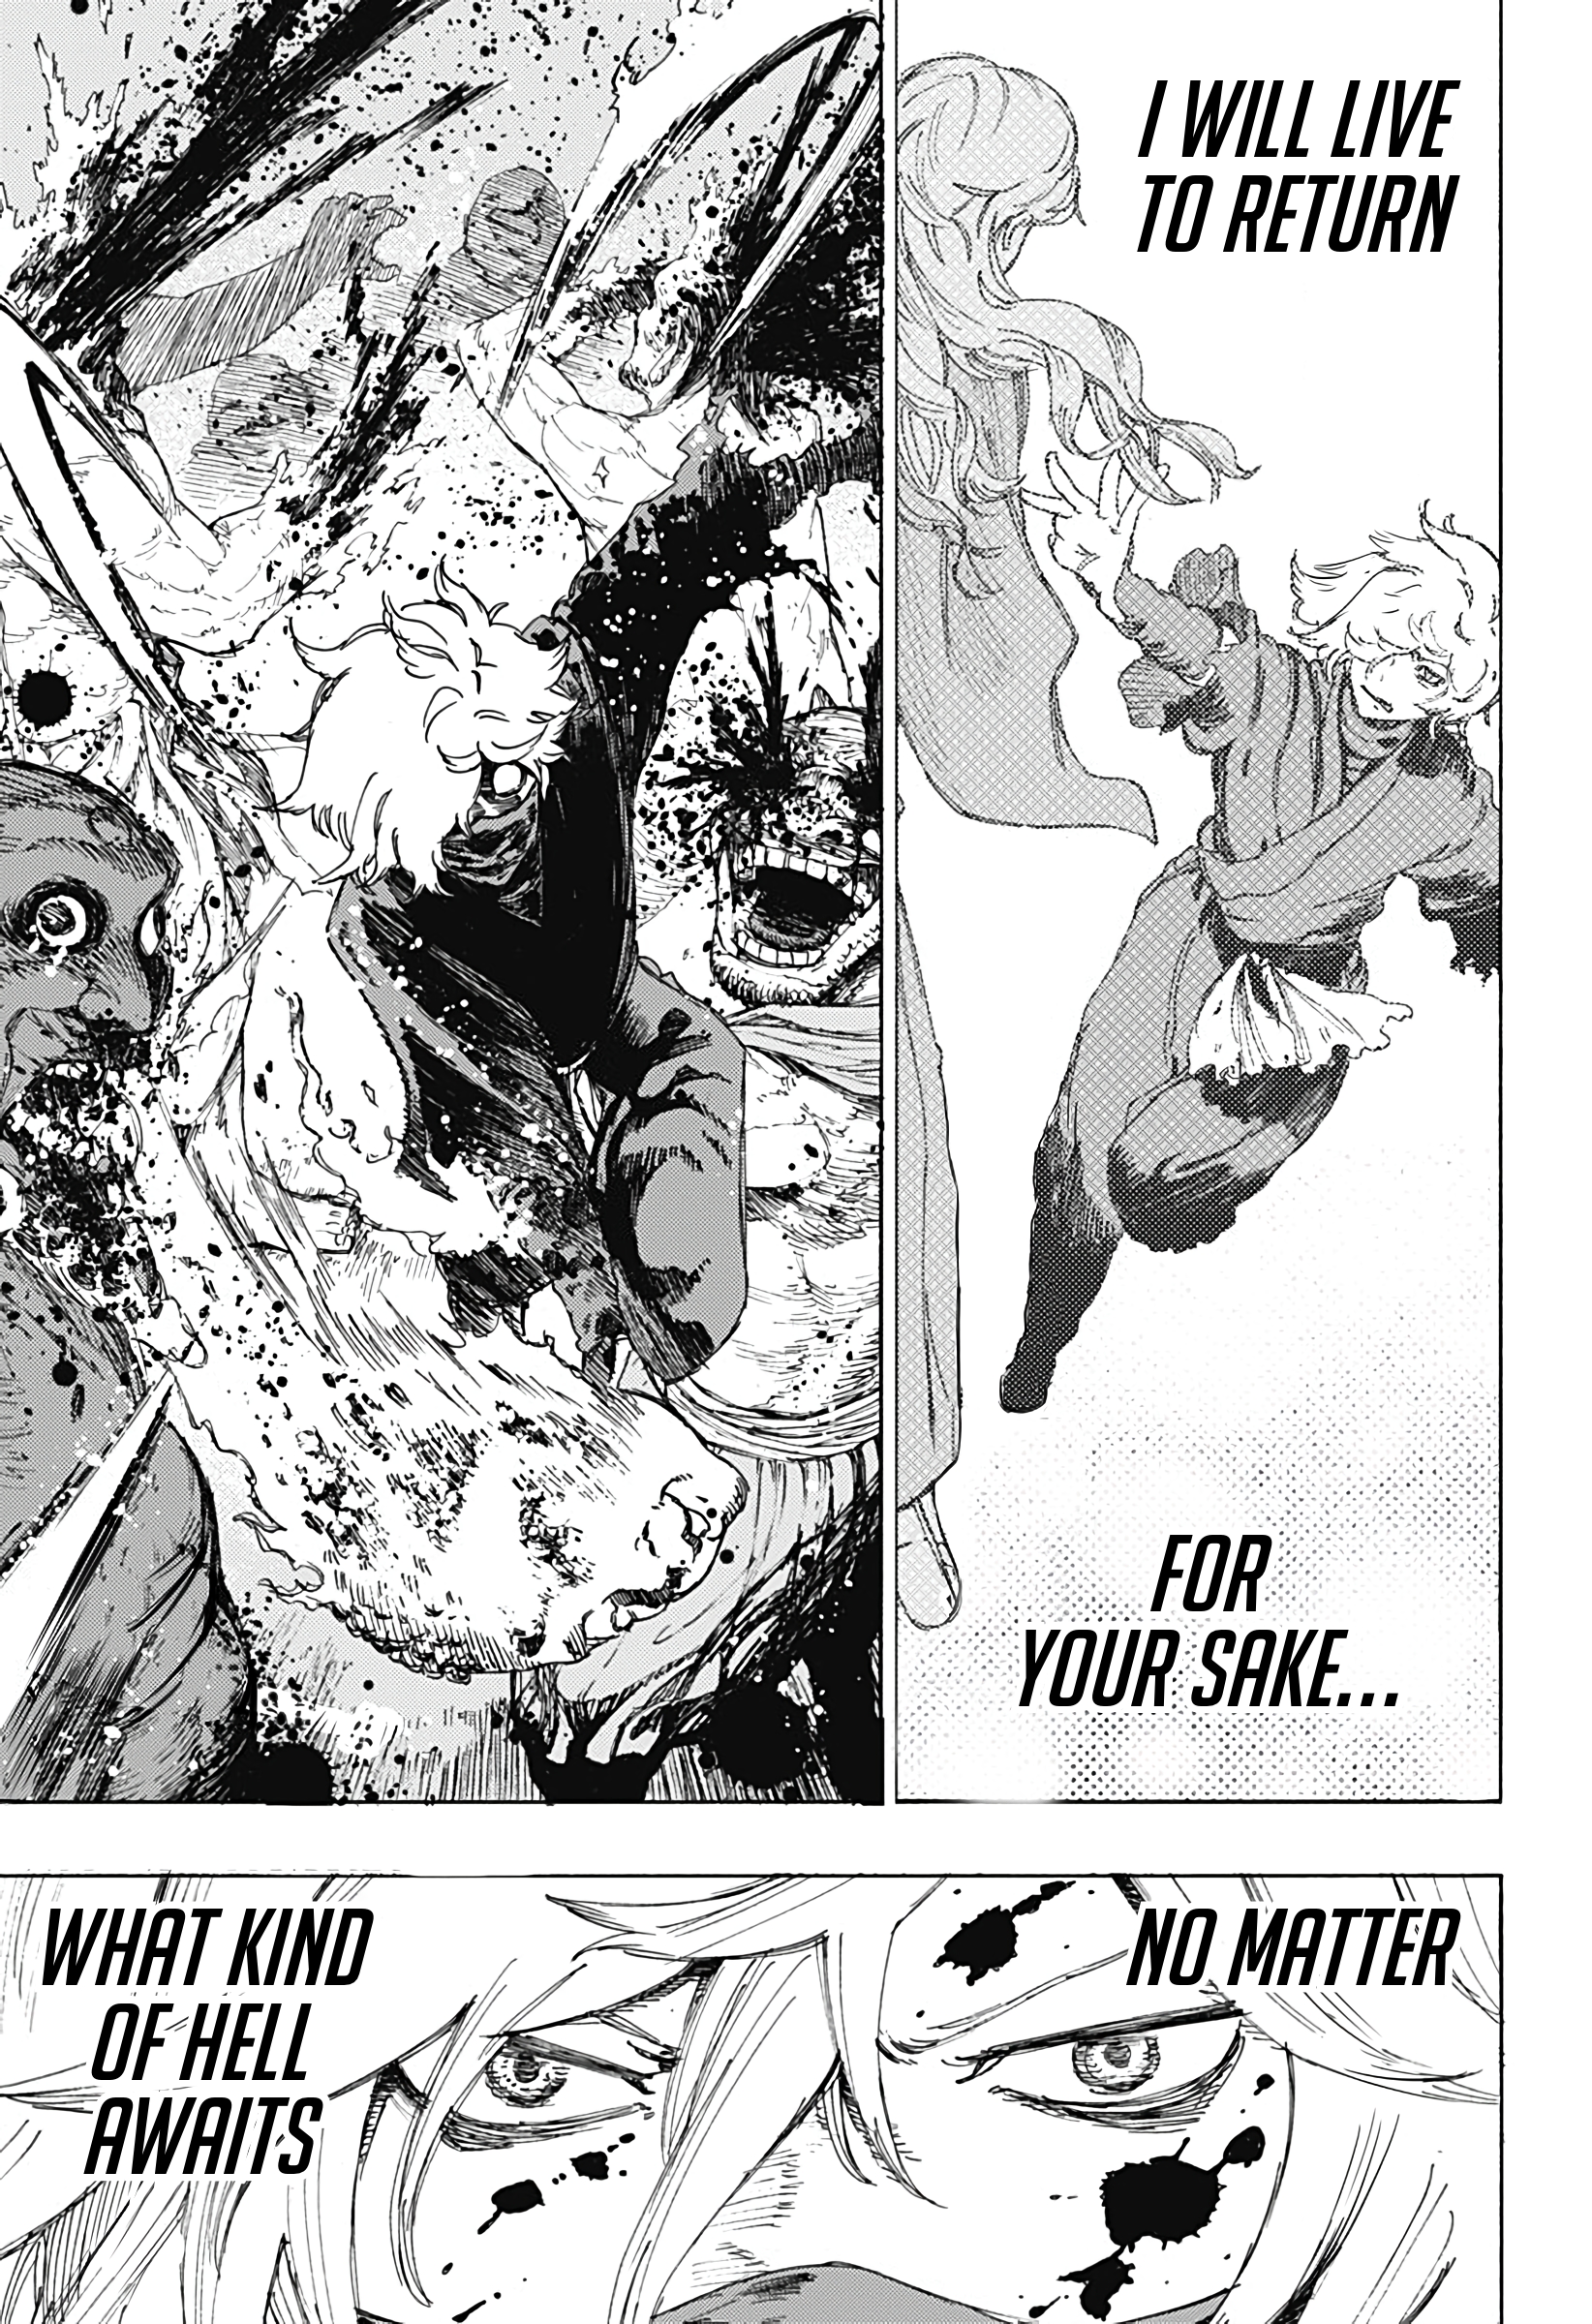 I WILL LIVE
TO RETURN
FOR
YOUR SAKE...
NO MATTER
WHAT KIND
OF HELL
AWAITS